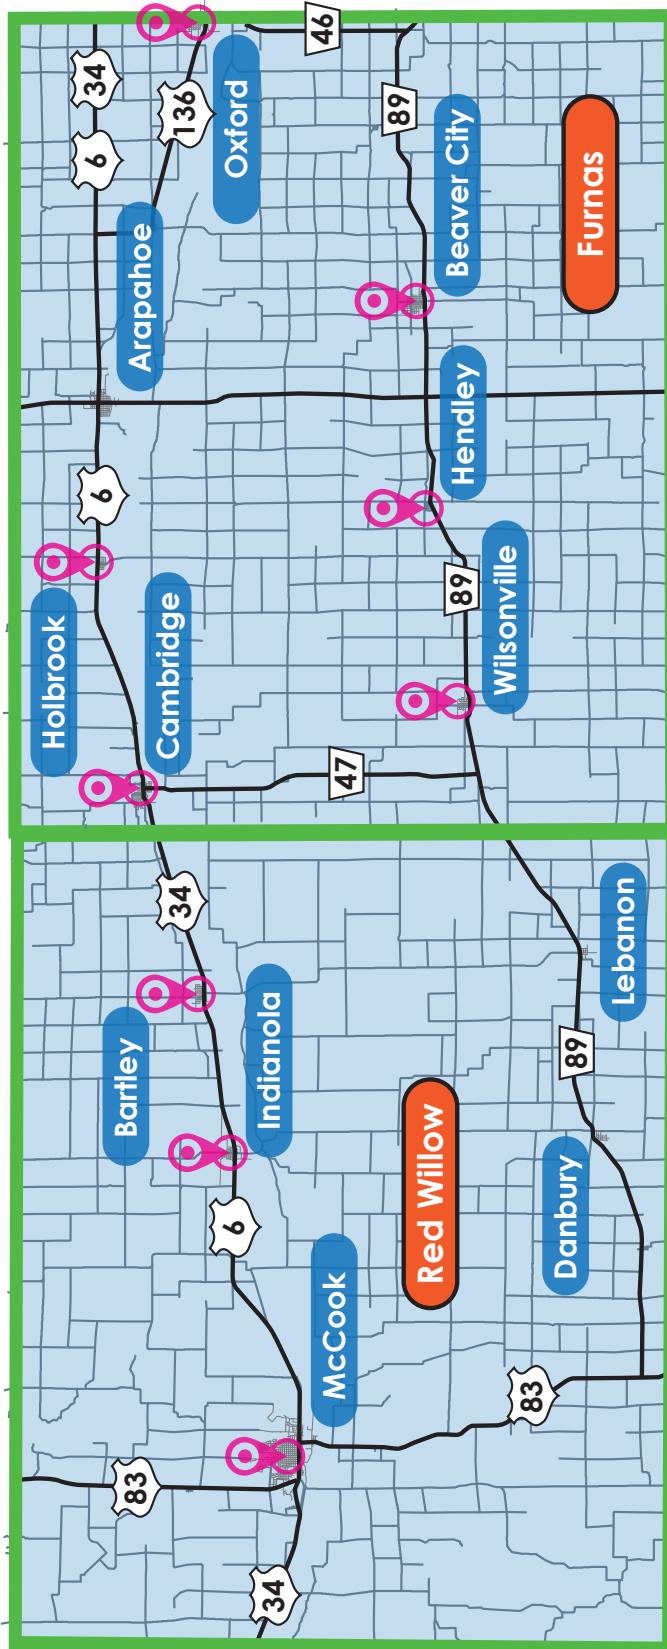 83
34
McCook
6
Indianola
Bartley
34
Red Willow
83
Danbury
89
Lebanon
Cambridge
Holbrook
6
Arapahoe
6
34
136
Oxford
46
47
Wilsonville
89
Hendley
Beaver City
89
Furnas